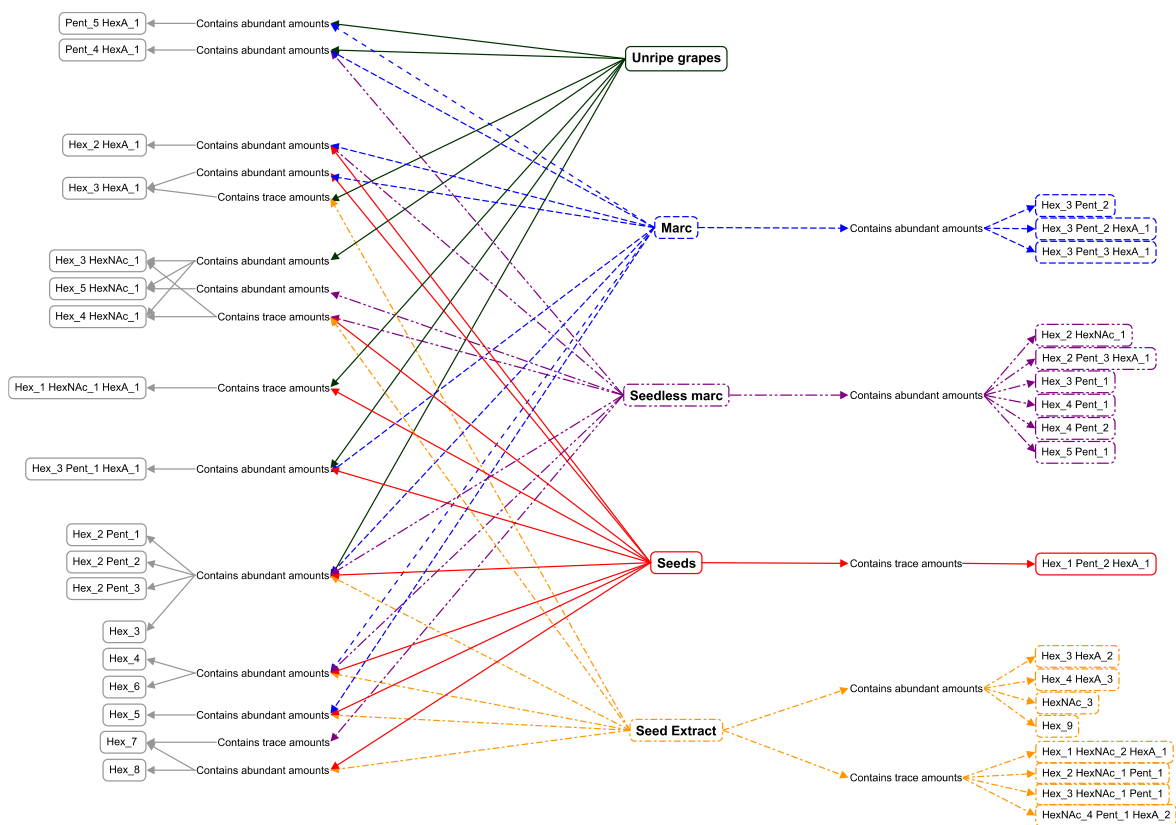 Pent_5 HexA_1
Contains abundant amounts
Pent_4 HexA_1
Contains abundant amounts
Unripe grapes
Hex_2 HexA_1
Contains abundant amounts
Contains abundant amounts
Hex_3 HexA_1
Contains trace amounts
Hex_3 HexNAc_1
Contains abundant amounts
Hex_5 HexNAc_1
Contains abundant amounts
Hex_4 HexNAc_1
Contains trace amounts
Hex_1 HexNAc_1 HexA_1
Contains trace amounts
Hex_3 Pent_1 HexA_1
Contains abundant amounts
Hex_2 Pent_1
Hex_2 Pent_2
Contains abundant amounts
Hex_2 Pent_3
Hex_3
Hex_4
Contains abundant amounts
Hex_6
Hex_5
Contains abundant amounts
Hex_7
Contains trace amounts
Hex_8
Contains abundant amounts
Marc
Contains abundant amounts
Hex_3 Pent_2
Hex_3 Pent_2 HexA_1
Hex_3 Pent_3 HexA_1
Seedless marc
Contains abundant amounts
Hex_2 HexNAc_1
Hex_2 Pent_3 HexA_1
Hex_3 Pent_1
Hex_4 Pent_1
Hex_4 Pent_2
Hex_5 Pent_1
Seeds
Contains trace amounts
Hex_1 Pent_2 HexA_1
Seed Extract
Contains abundant amounts
Hex_3 HexA_2
Hex_4 HexA_3
HexNAc_3
Hex_9
Contains trace amounts
Hex_1 HexNAc_2 HexA_1
Hex_2 HexNAc_1 Pent_1
Hex_3 HexNAc_1 Pent_1
HexNAc_4 Pent_1 HexA_2